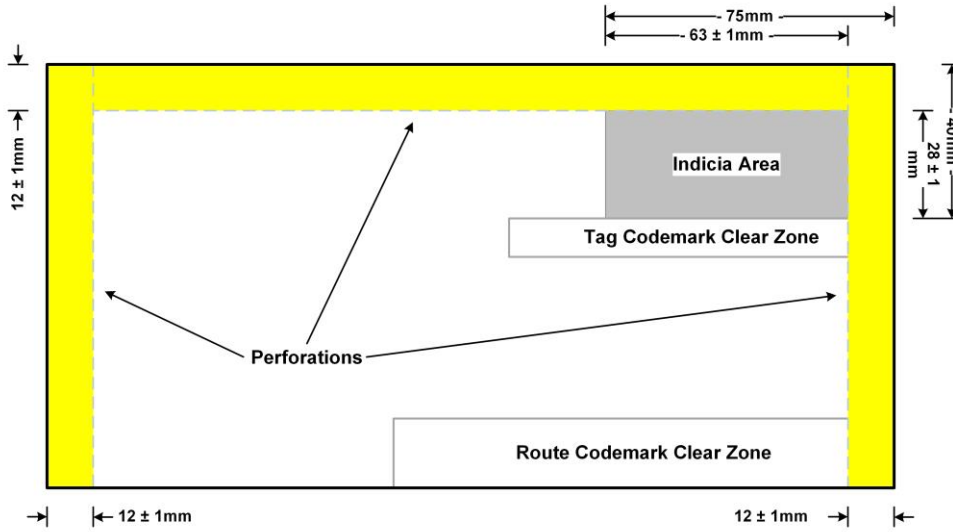 - 75mm -
- 63 ± 1mm -
12 ± 1mm
- 40mm-
28 ± 1
mm
Indicia Area
Tag Codemark Clear Zone
Perforations
Route Codemark Clear Zone
12 ± 1mm
12 ± 1mm